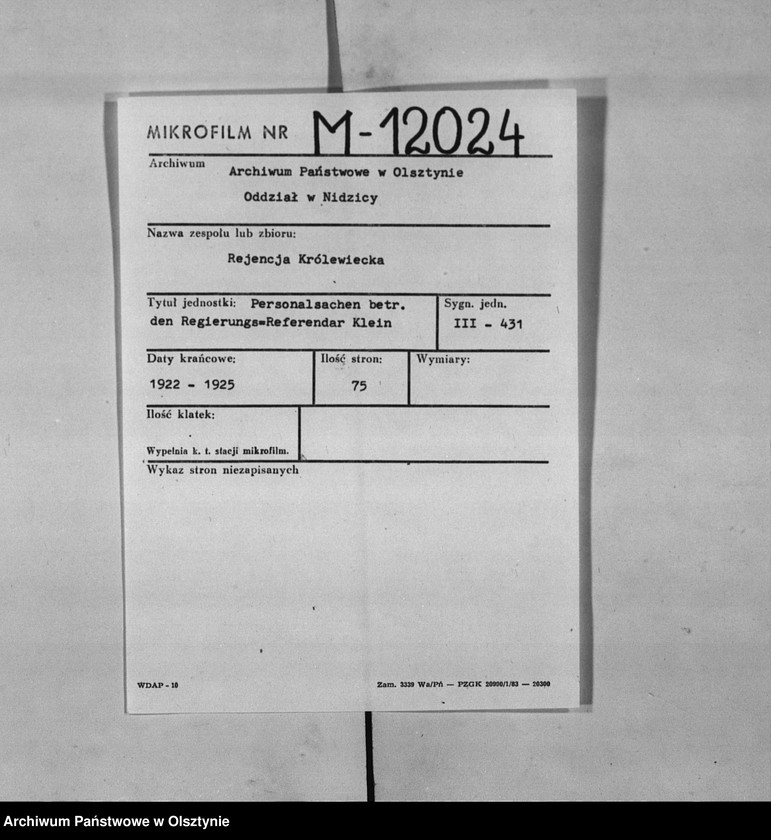 MIKROFILM NR M-12024
Archiwum
Archiwum Państwowe w Olsztynie
Oddział w Nidzicy
Nazwa zespołu lub zbioru:
Rejencja Królewiecka
Tytuł jednostki: Personalsachen betr.
den Regierungs=Referendar Klein
Sygn. jedn.
III - 431
Daty krańcowe:
1922 - 1925
Ilość stron:
75
Wymiary:
Ilość klatek:
Wypełnia k. t. stacji mikrofilm.
Wykaz stron niezapisanych
WDAP - 10
Zam. 3339 Wa/Pń — PZGK 20800/I/83 — 20300
Archiwum Państwowe w Olsztynie